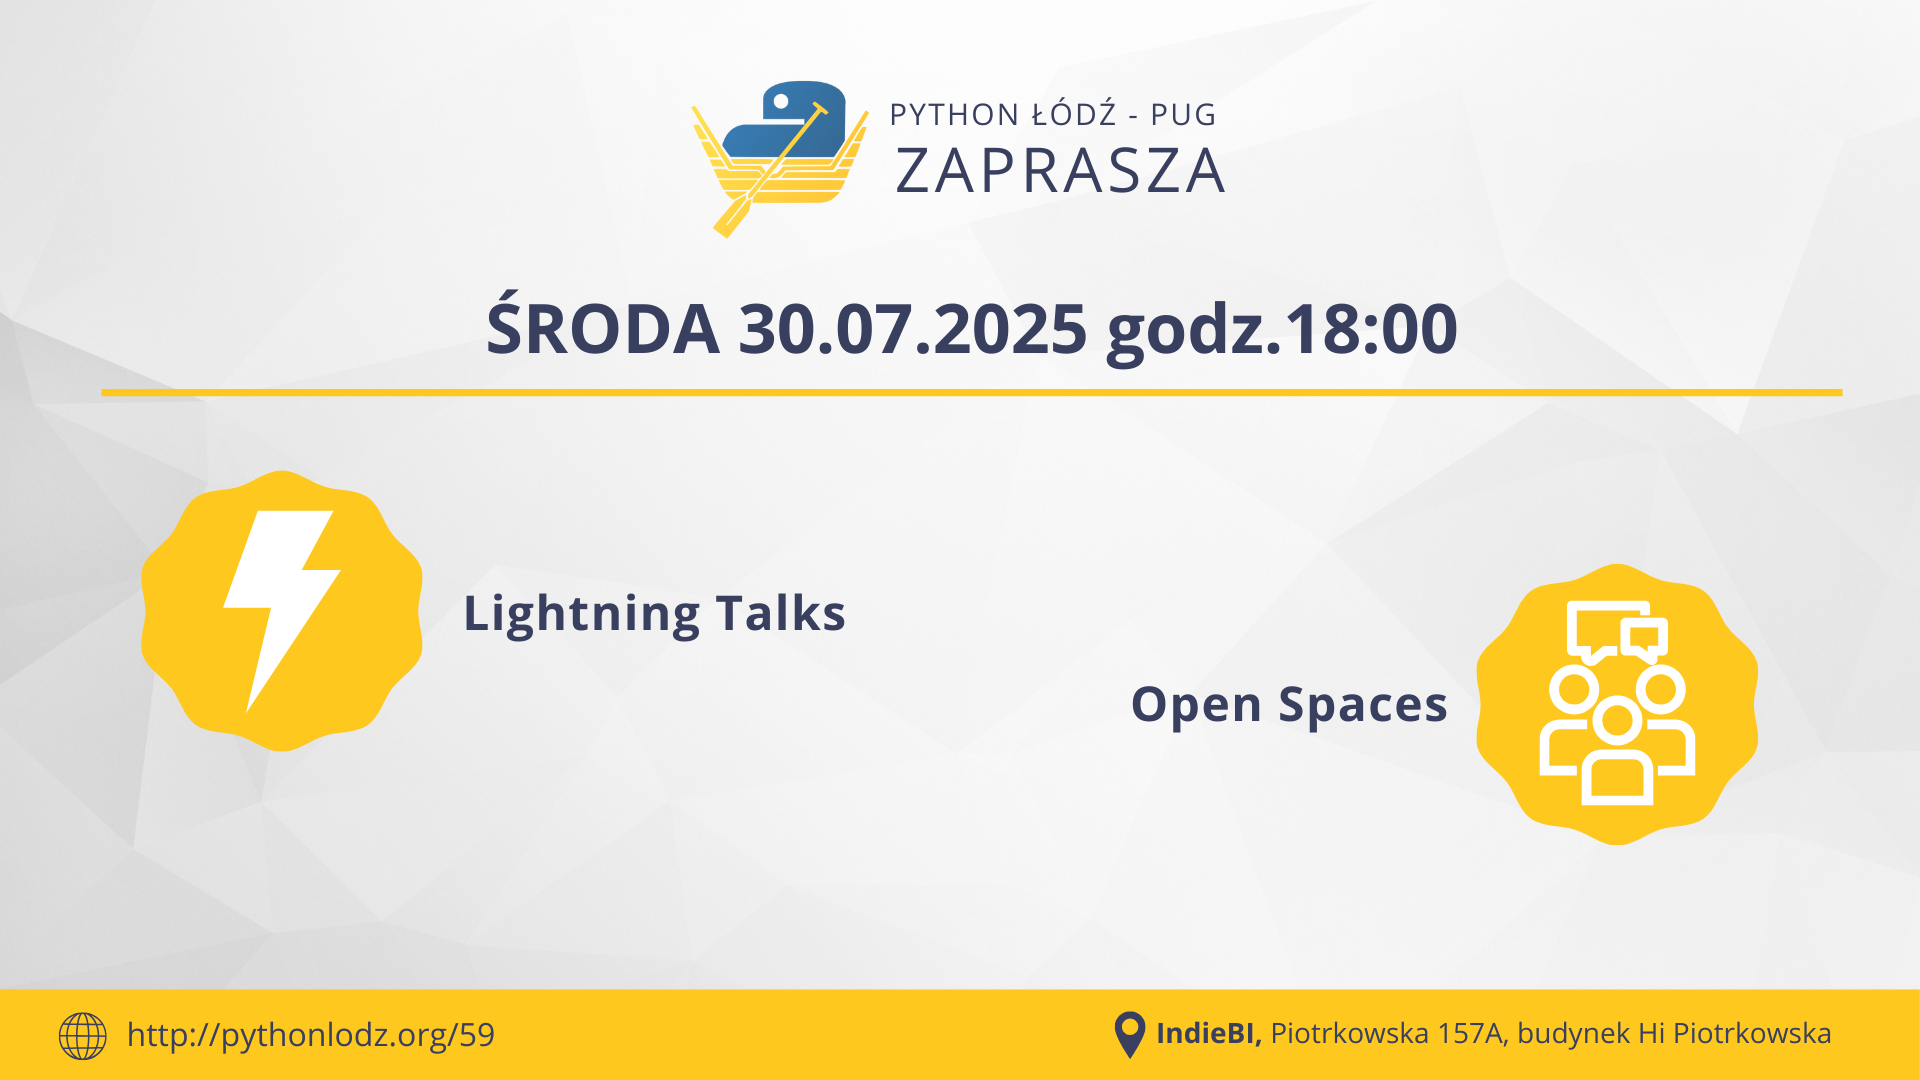 PYTHON ŁÓDŹ - PUG
ZAPRASZA
ŚRODA 30.07.2025 godz.18:00
Lightning Talks
Open Spaces
http://pythonlodz.org/59
IndieBI, Piotrkowska 157A, budynek Hi Piotrkowska